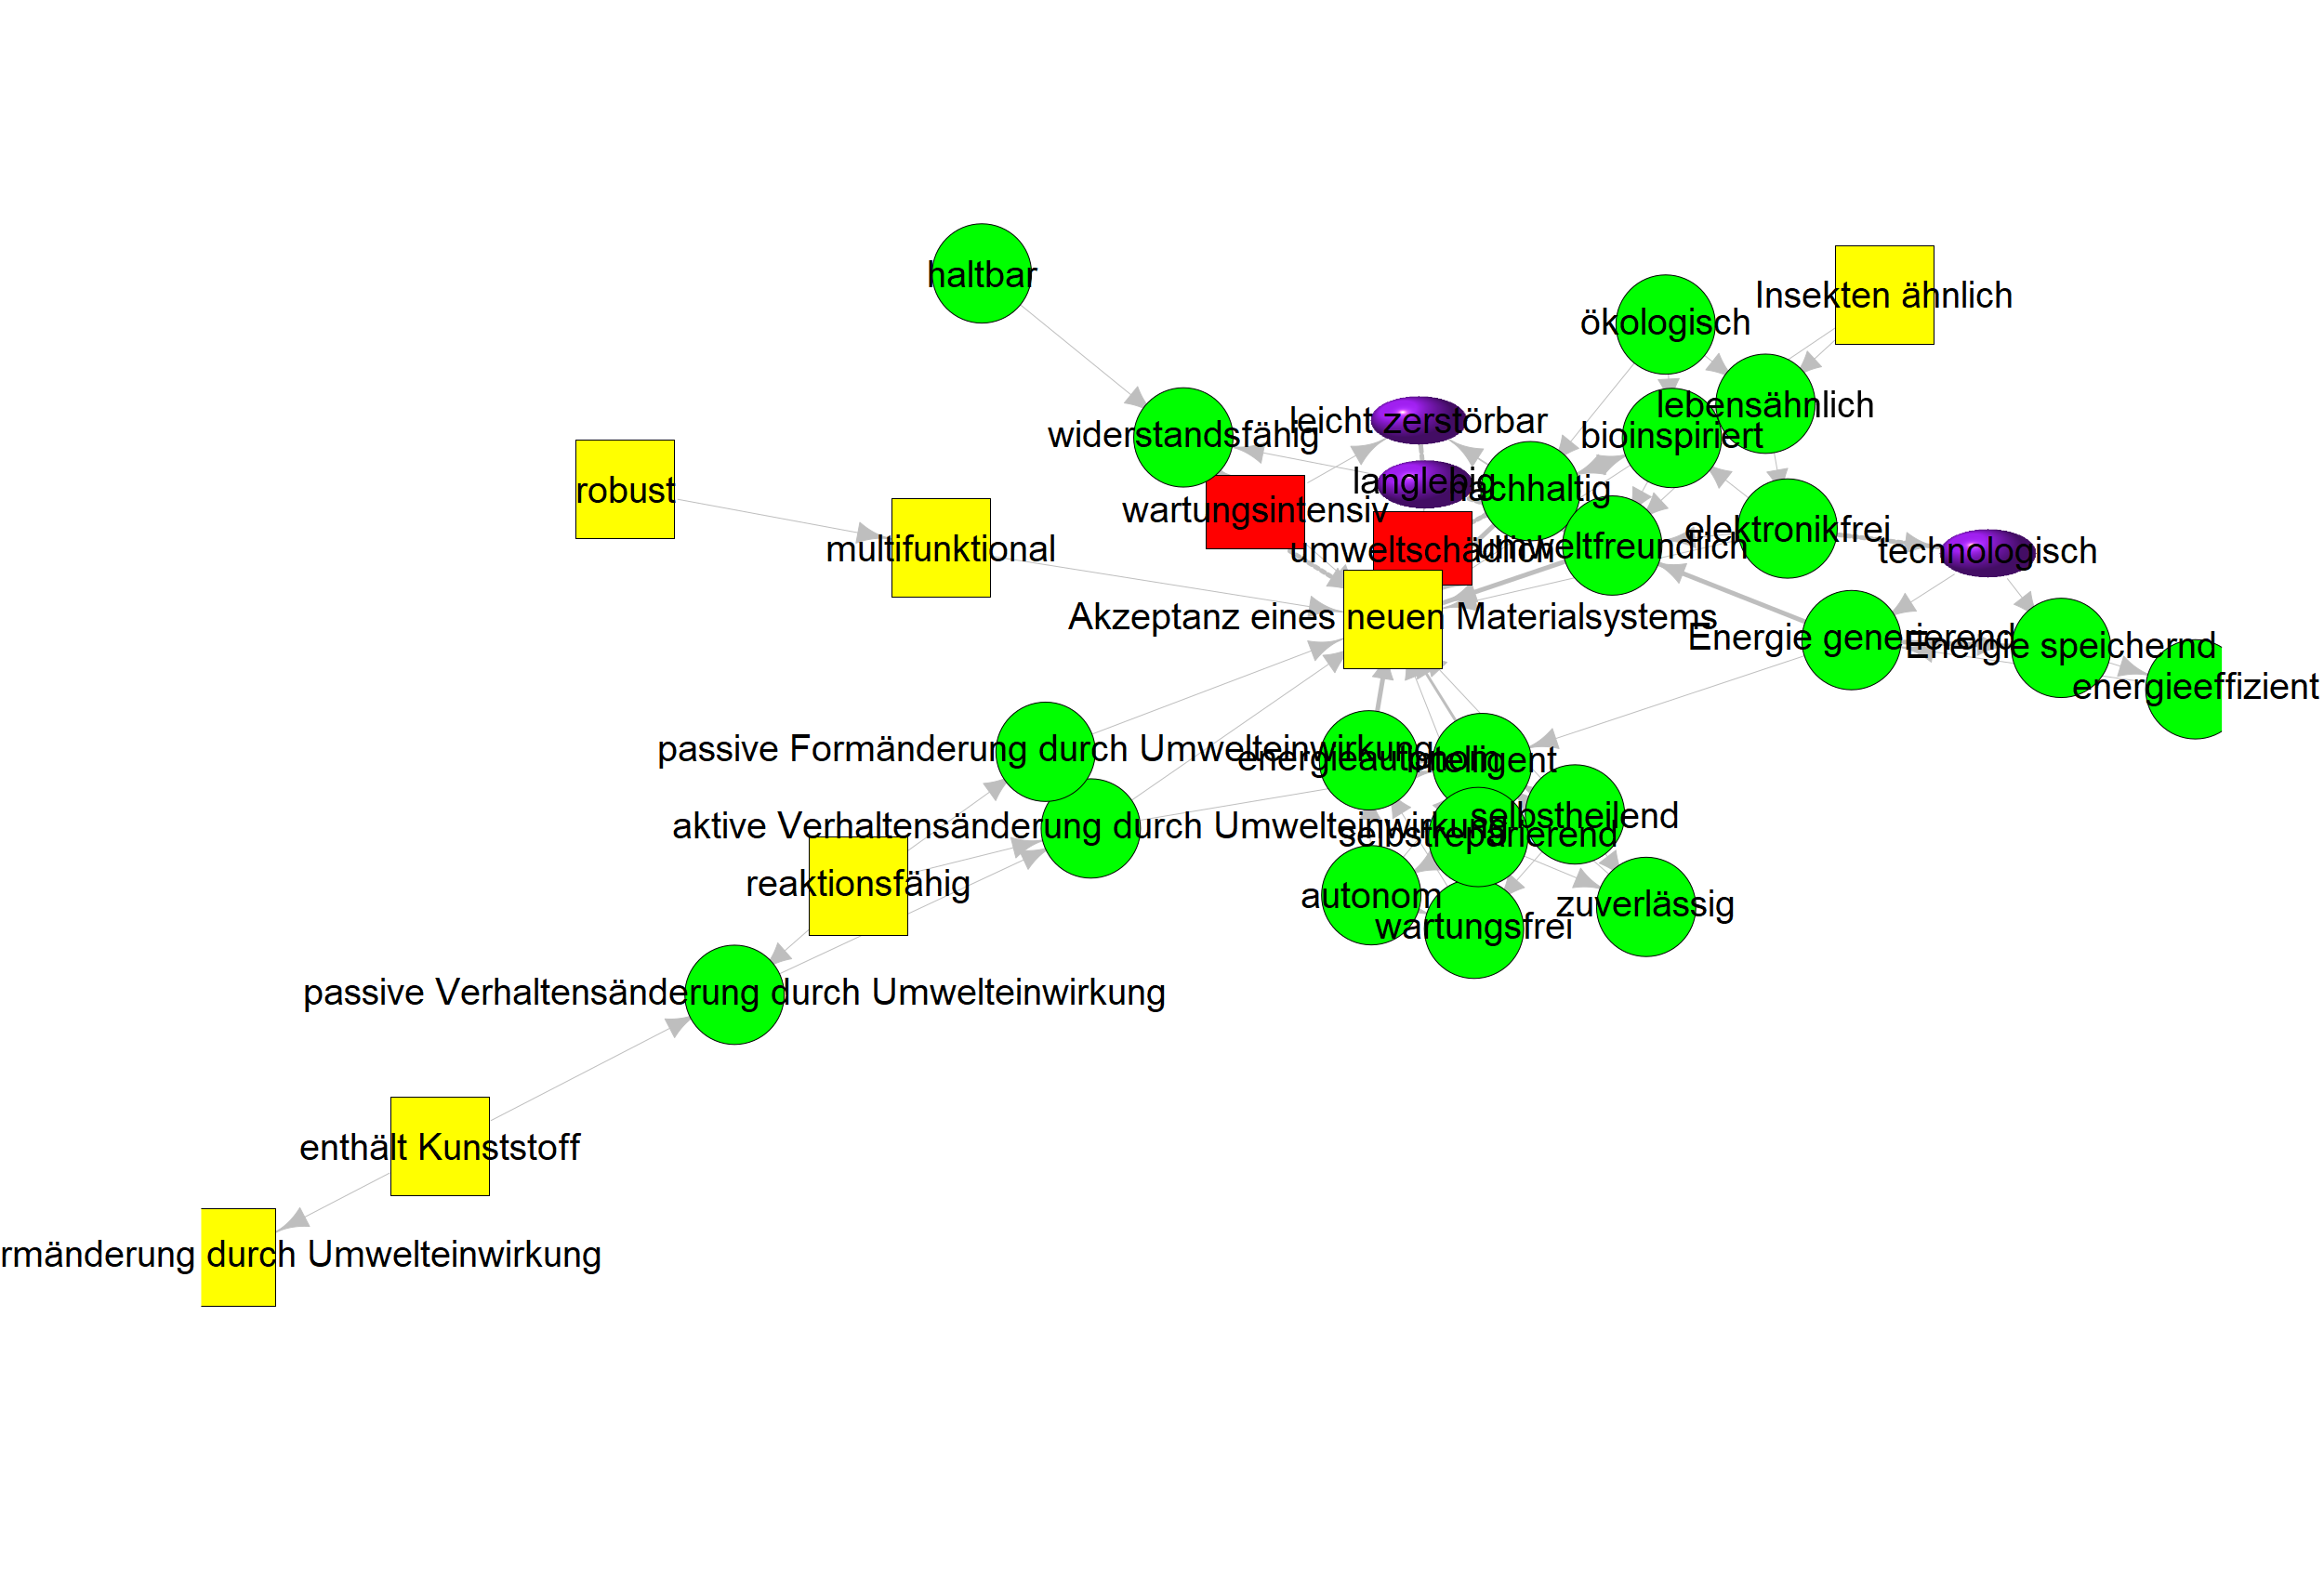 haltbar
Insekten ähnlich
ökologisch
lebensähnlich
leicht zerstörbar
widerstandsfähig
bioinspiriert
langlebig
nachhaltig
robust
wartungsintensiv
elektronikfrei
multifunktional
umweltschädlich
umweltfreundlich
technologisch
Akzeptanz eines neuen Materialsystems
Energie generierend
Energie speichernd
energieeffizient
passive Formänderung durch Umwelteinwirkung
energieautonom
intelligent
aktive Verhaltensänderung durch Umwelteinwirkung
selbstheilend
selbstreparierend
reaktionsfähig
autonom
zuverlässig
wartungsfrei
passive Verhaltensänderung durch Umwelteinwirkung
enthält Kunststoff
rmänderung durch Umwelteinwirkung